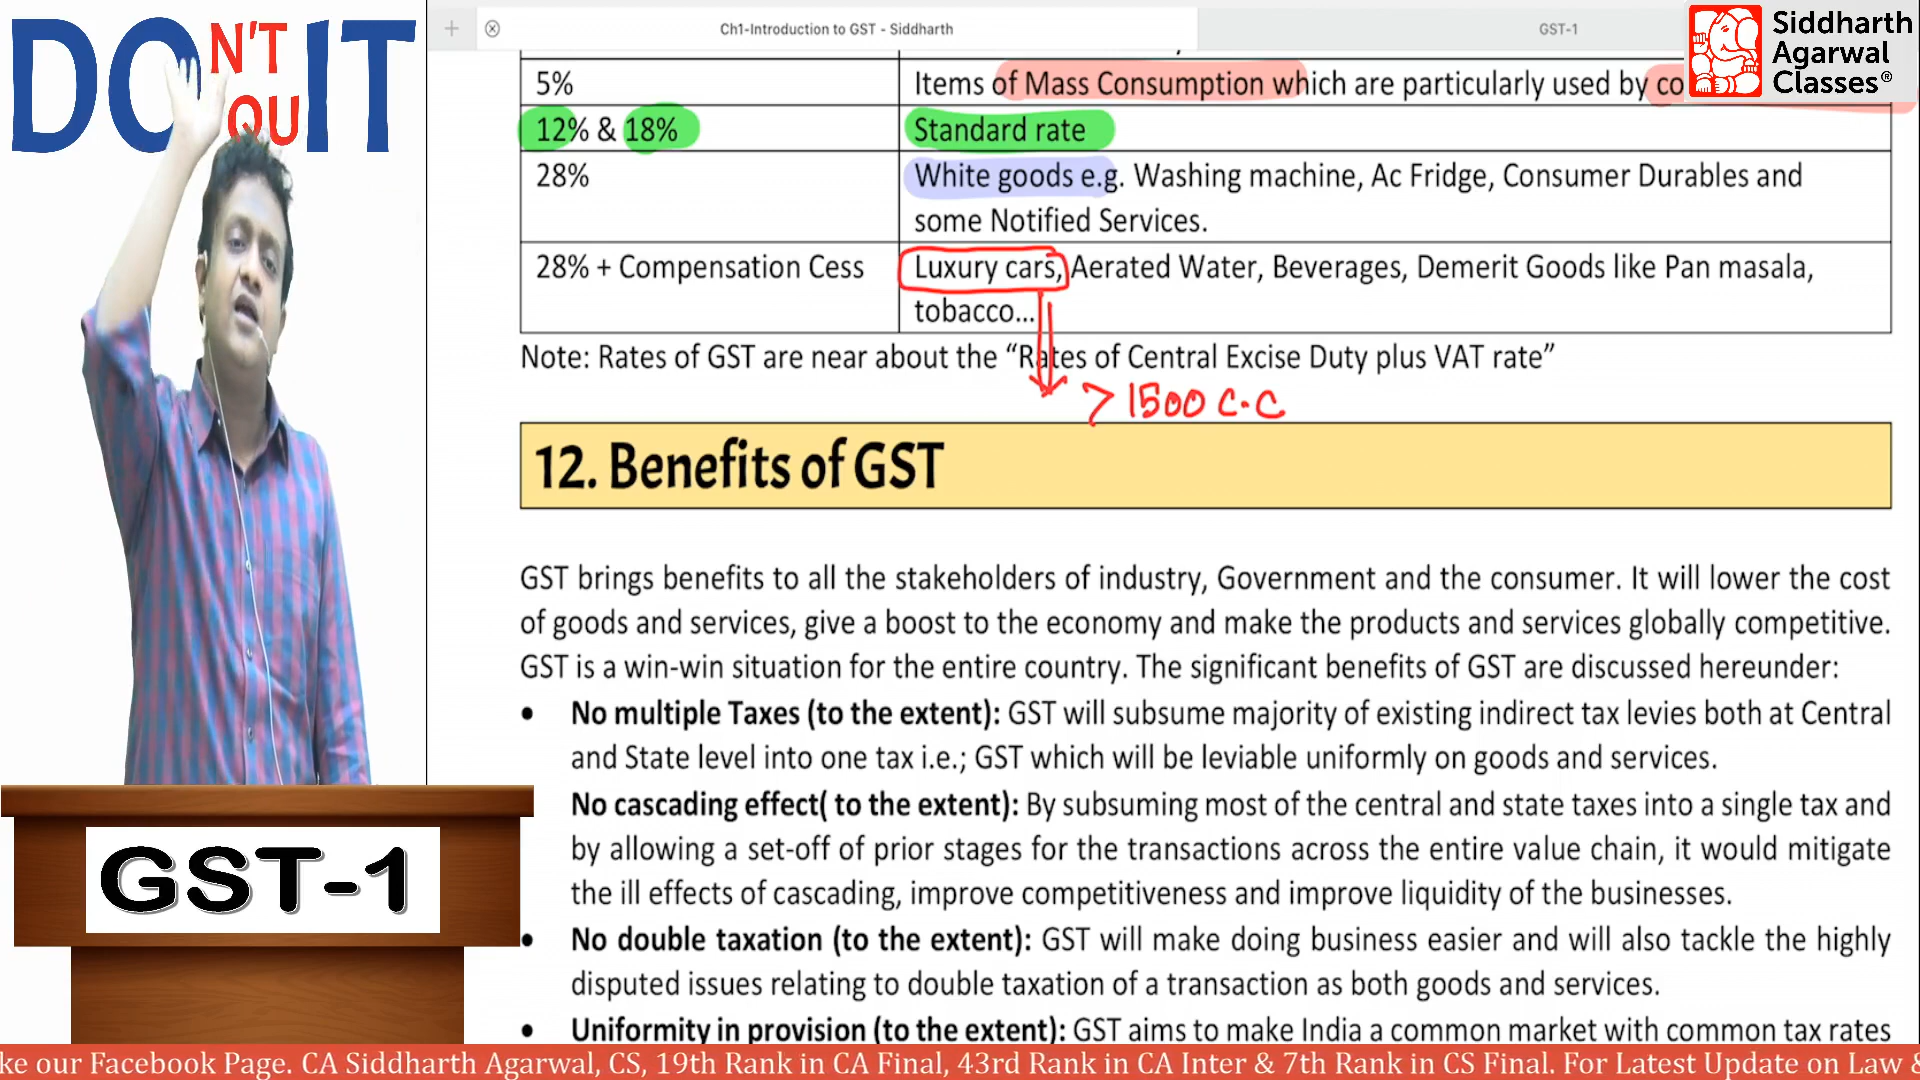 DON'T QUIT
Ch1-Introduction to GST - Siddharth
GST-1
Siddharth
Agarwal
Classes®
5%
Items of Mass Consumption which are particularly used by co
12% & 18%
Standard rate
28%
White goods e.g. Washing machine, Ac Fridge, Consumer Durables and
some Notified Services.
28% + Compensation Cess
Luxury cars, Aerated Water, Beverages, Demerit Goods like Pan masala,
tobacco...
Note: Rates of GST are near about the “Rates of Central Excise Duty plus VAT rate”
> 1500 c.c
12. Benefits of GST
GST brings benefits to all the stakeholders of industry, Government and the consumer. It will lower the cost
of goods and services, give a boost to the economy and make the products and services globally competitive.
GST is a win-win situation for the entire country. The significant benefits of GST are discussed hereunder:
• No multiple Taxes (to the extent): GST will subsume majority of existing indirect tax levies both at Central
and State level into one tax i.e.; GST which will be leviable uniformly on goods and services.
No cascading effect( to the extent): By subsuming most of the central and state taxes into a single tax and
by allowing a set-off of prior stages for the transactions across the entire value chain, it would mitigate
the ill effects of cascading, improve competitiveness and improve liquidity of the businesses.
• No double taxation (to the extent): GST will make doing business easier and will also tackle the highly
disputed issues relating to double taxation of a transaction as both goods and services.
• Uniformity in provision (to the extent): GST aims to make India a common market with common tax rates
GST-1
ke our Facebook Page. CA Siddharth Agarwal, CS, 19th Rank in CA Final, 43rd Rank in CA Inter & 7th Rank in CS Final. For Latest Update on Law &